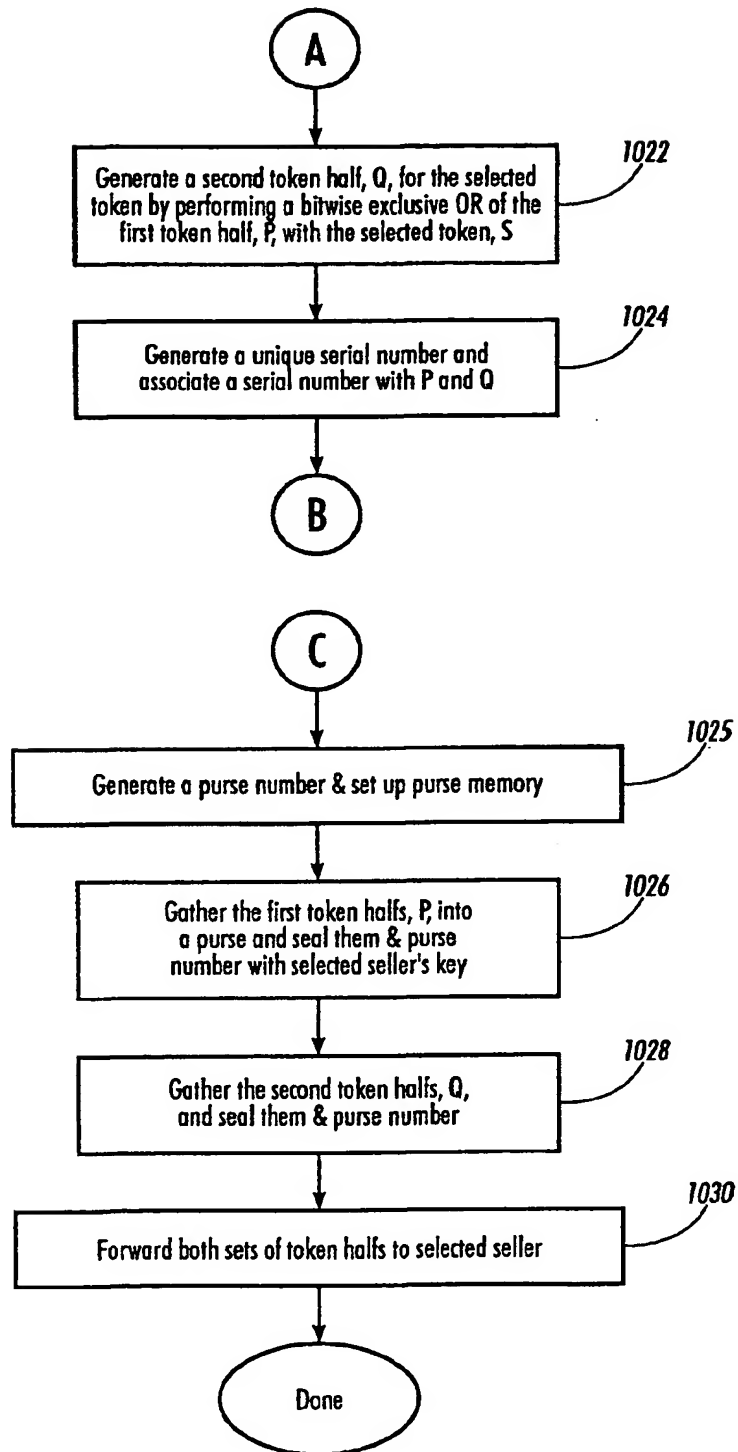 A
1022
Generate a second token half, Q, for the selected
token by performing a bitwise exclusive OR of the
first token half, P, with the selected token, S
1024
Generate a unique serial number and
associate a serial number with P and Q
B
C
1025
Generate a purse number & set up purse memory
1026
Gather the first token halfs, P, into
a purse and seal them & purse
number with selected seller's key
1028
Gather the second token halfs, Q,
and seal them & purse number
1030
Forward both sets of token halfs to selected seller
Done